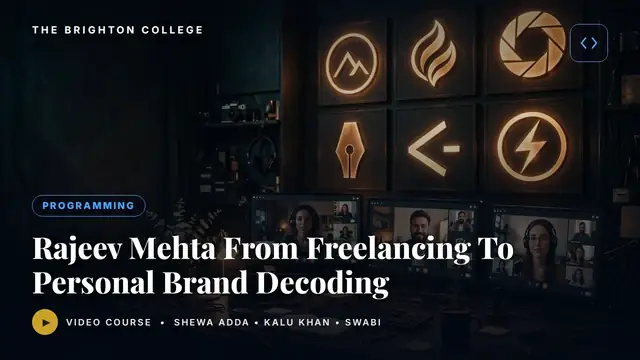 THE BRIGHTON COLLEGE
PROGRAMMING
Rajeev Mehta From Freelancing To
Personal Brand Decoding
VIDEO COURSE • SHEWA ADDA • KALU KHAN • SWABI